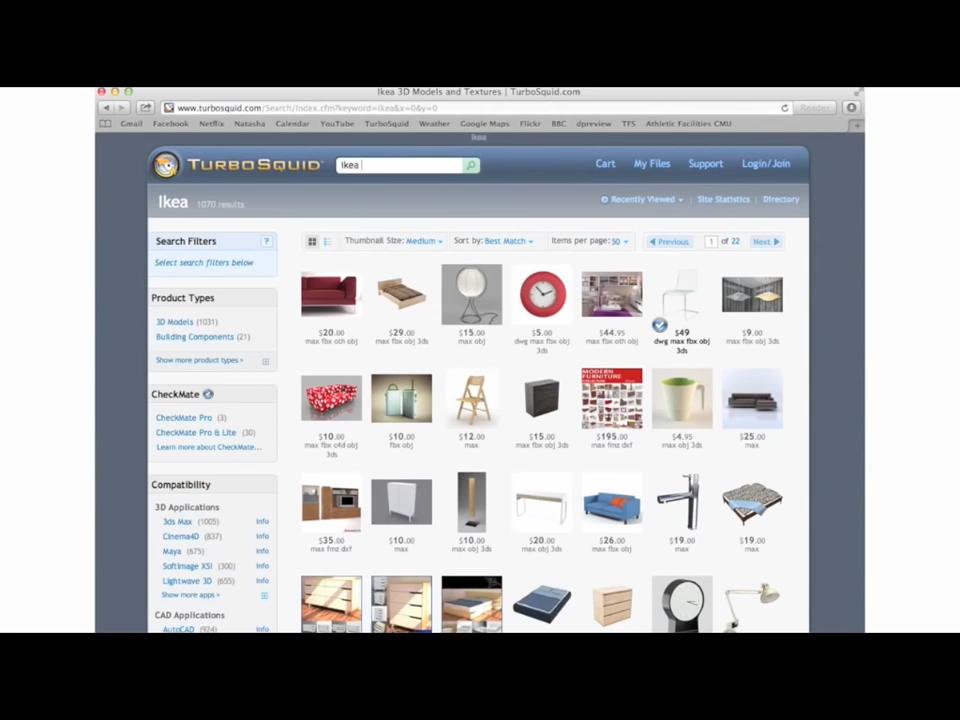 Ikea 3D Models and Textures | TurboSquid.com
www.turbosquid.com/Search/Index.cfm?keyword=ikea&x=0&y=0
Reader
Gmail Facebook Netflix Natasha Calendar YouTube TurboSquid Weather Google Maps Flickr BBC dpreview TFS Athletic Facilities CMU
Ikea
TURBOSQUID
ikea
Cart My Files Support Login/Join
Ikea 1070 results
Recently Viewed | Site Statistics | Directory
Search Filters ?
Select search filters below
Thumbnail Size: Medium Sort by: Best Match Items per page: 50 Previous 1 of 22 Next
Product Types
3D Models (1031)
Building Components (21)
Show more product types >
CheckMate
CheckMate Pro (3)
CheckMate Pro & Lite (30)
Learn more about CheckMate...
Compatibility
3D Applications
3ds Max (1005) Info
Cinema4D (837) Info
Maya (675) Info
Softimage XSI (300) Info
Lightwave 3D (655) Info
Show more apps >
CAD Applications
AutoCAD (924) Info
$20.00 $29.00 $15.00 $5.00 $44.95 $49 $9.00
max fbx oth obj max fbx obj 3ds max obj dwg max fbx obj 3ds max fbx oth obj dwg max fbx obj 3ds max fbx obj 3ds
MODERN FURNITURE
$10.00 $10.00 $12.00 $15.00 $195.00 $4.95 $25.00
max fbx c4d obj 3ds fbx obj max max fbx obj 3ds max fmz dxf max obj 3ds max
$35.00 $10.00 $10.00 $20.00 $26.00 $19.00 $19.00
max fmz dxf max max obj 3ds max obj 3ds max fbx obj max max